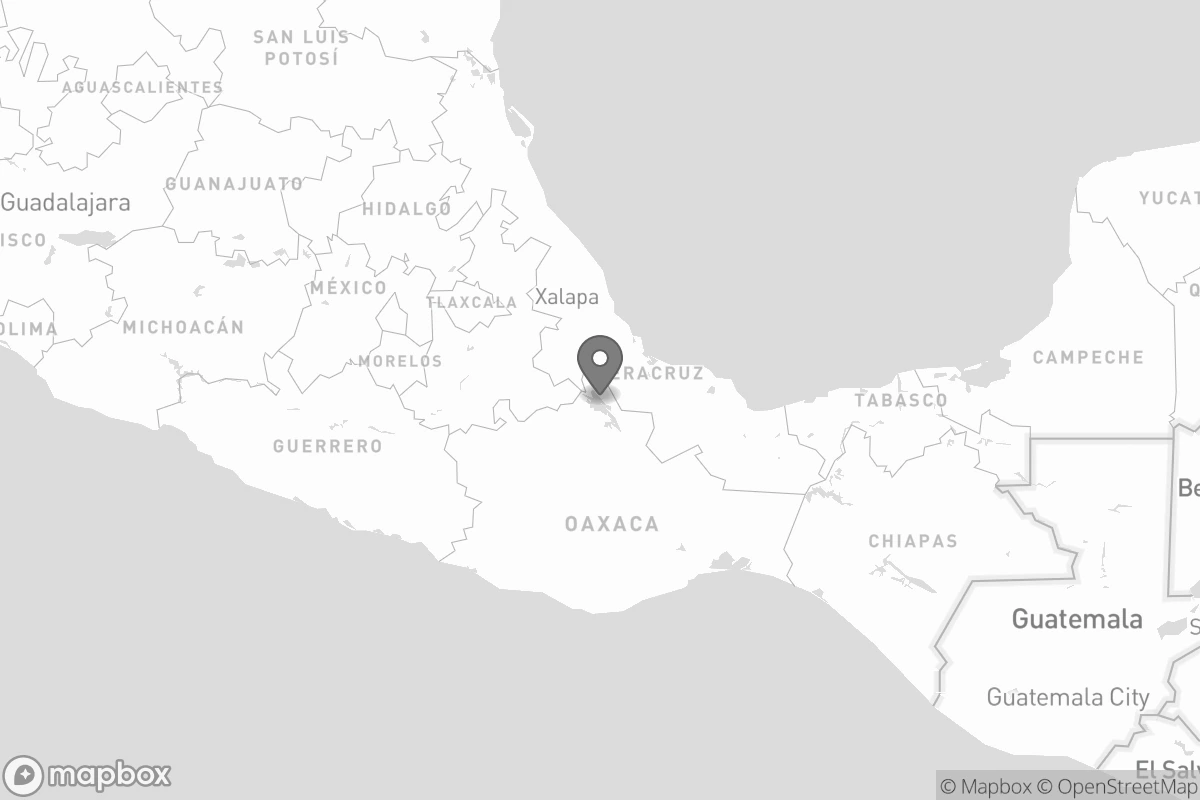 SAN LUIS
POTOSÍ
AGUASCALIENTES
GUANAJUATO
YUCAT
Guadalajara
HIDALGO
ISCO
MÉXICO
Q
TLAXCALA
Xalapa
OLIMA
MICHOACÁN
MORELOS
ERACRUZ
CAMPECHE
TABASCO
GUERRERO
Be
OAXACA
CHIAPAS
Guatemala
S
Guatemala City
El Salv
mapbox
© Mapbox © OpenStreetMap